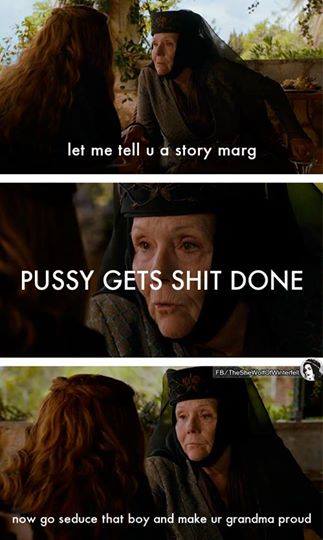 let me tell u a story marg
PUSSY GETS SHIT DONE
FB/TheSheWolfOfWinterfell
now go seduce that boy and make ur grandma proud